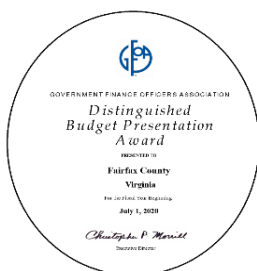 GFOA
GOVERNMENT FINANCE OFFICERS ASSOCIATION
Distinguished
Budget Presentation
Award
PRESENTED TO
Fairfax County
Virginia
For the Fiscal Year Beginning
July 1, 2020
Christopher P. Morrill
Executive Director